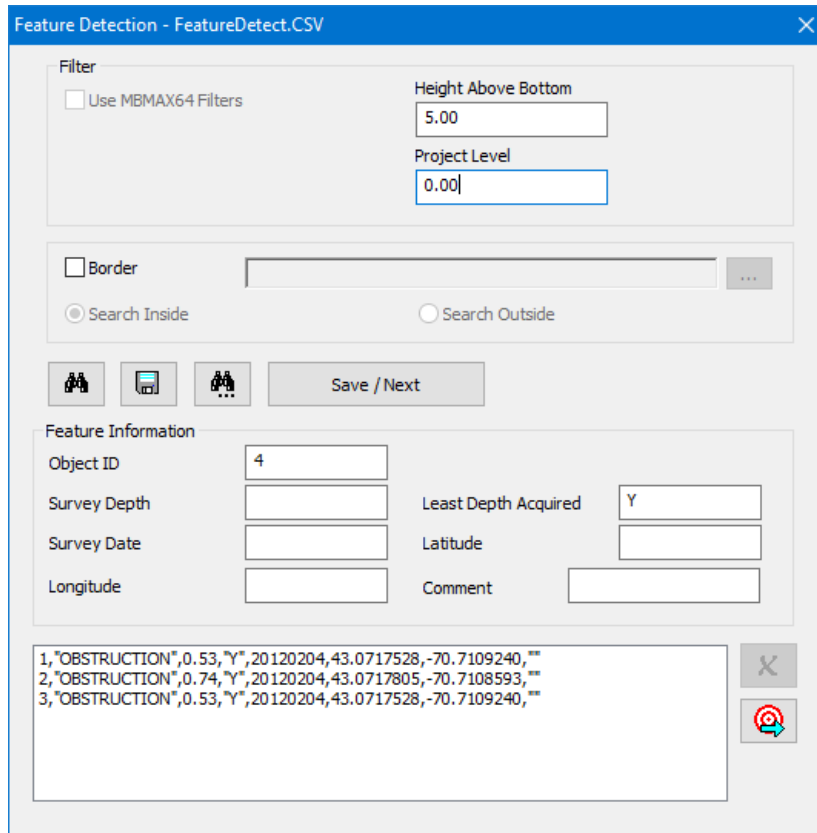 Feature Detection - FeatureDetect.CSV
Filter
Use MBMAX64 Filters
Height Above Bottom
5.00
Project Level
0.00
Border
...
Search Inside
Search Outside
Save / Next
Feature Information
Object ID
4
Survey Depth
Least Depth Acquired
Y
Survey Date
Latitude
Longitude
Comment
1,"OBSTRUCTION",0.53,"Y",20120204,43.0717528,-70.7109240,""
2,"OBSTRUCTION",0.74,"Y",20120204,43.0717805,-70.7108593,""
3,"OBSTRUCTION",0.53,"Y",20120204,43.0717528,-70.7109240,""